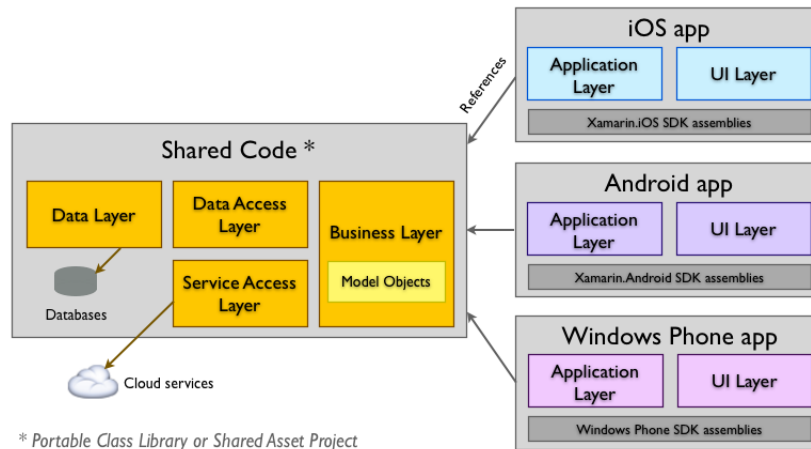 iOS app
Application
Layer
UI Layer
Xamarin.iOS SDK assemblies
References
Shared Code *
Data Layer
Data Access
Layer
Business Layer
Model Objects
Service Access
Layer
Databases
Cloud services
Android app
Application
Layer
UI Layer
Xamarin.Android SDK assemblies
Windows Phone app
Application
Layer
UI Layer
Windows Phone SDK assemblies
* Portable Class Library or Shared Asset Project